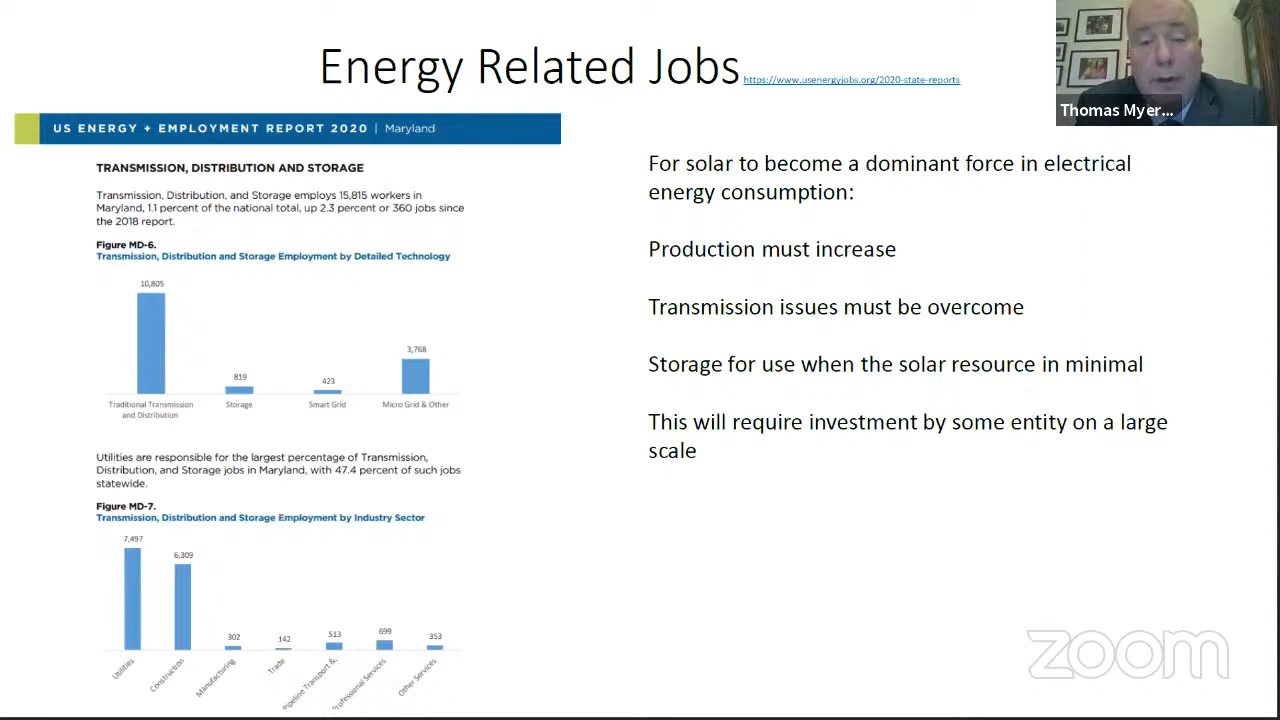 Energy Related Jobs https://www.usenergyjobs.org/2020-state-reports
Thomas Myer...
US ENERGY + EMPLOYMENT REPORT 2020 | Maryland
TRANSMISSION, DISTRIBUTION AND STORAGE
Transmission, Distribution, and Storage employs 15,815 workers in
Maryland, 1.1 percent of the national total, up 2.3 percent or 360 jobs since
the 2018 report.
Figure MD-6.
Transmission, Distribution and Storage Employment by Detailed Technology
10,805
819
423
3,768
Traditional Transmission
and Distribution
Storage
Smart Grid
Micro Grid & Other
Utilities are responsible for the largest percentage of Transmission,
Distribution, and Storage jobs in Maryland, with 47.4 percent of such jobs
statewide.
Figure MD-7.
Transmission, Distribution and Storage Employment by Industry Sector
7,497
6,309
302
142
513
699
353
Utilities
Construction
Manufacturing
Trade
Pipeline Transport &..
Professional Services
Other Services
For solar to become a dominant force in electrical
energy consumption:
Production must increase
Transmission issues must be overcome
Storage for use when the solar resource in minimal
This will require investment by some entity on a large
scale
zoom